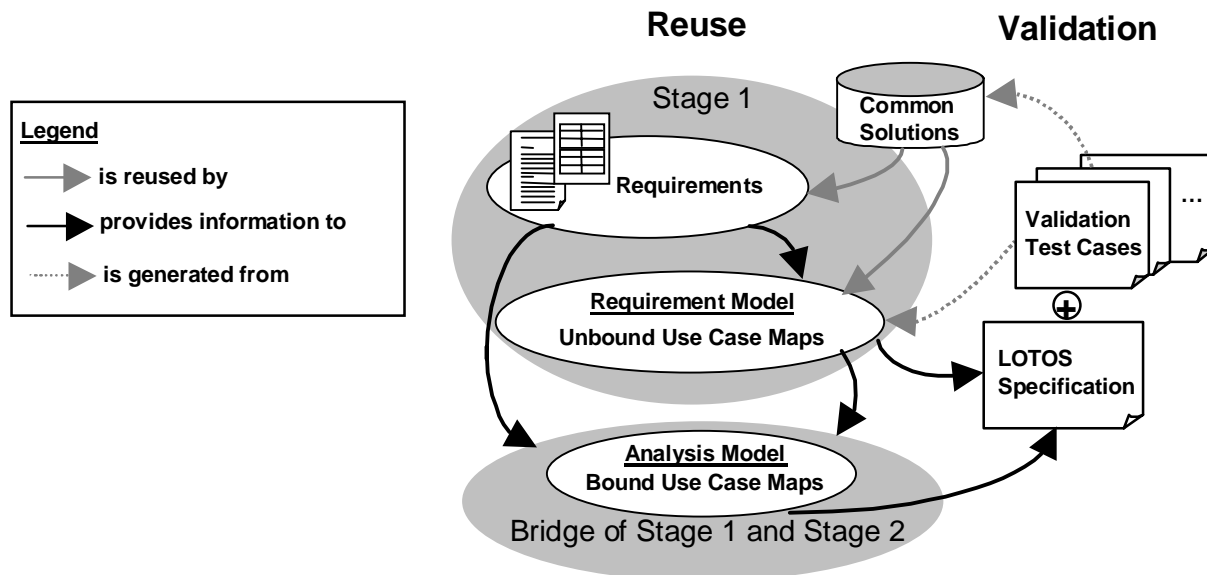 Reuse
Validation
Stage 1
Common
Solutions
Legend
is reused by
provides information to
is generated from
Requirements
Validation
Test Cases
...
+
Requirement Model
Unbound Use Case Maps
LOTOS
Specification
Analysis Model
Bound Use Case Maps
Bridge of Stage 1 and Stage 2